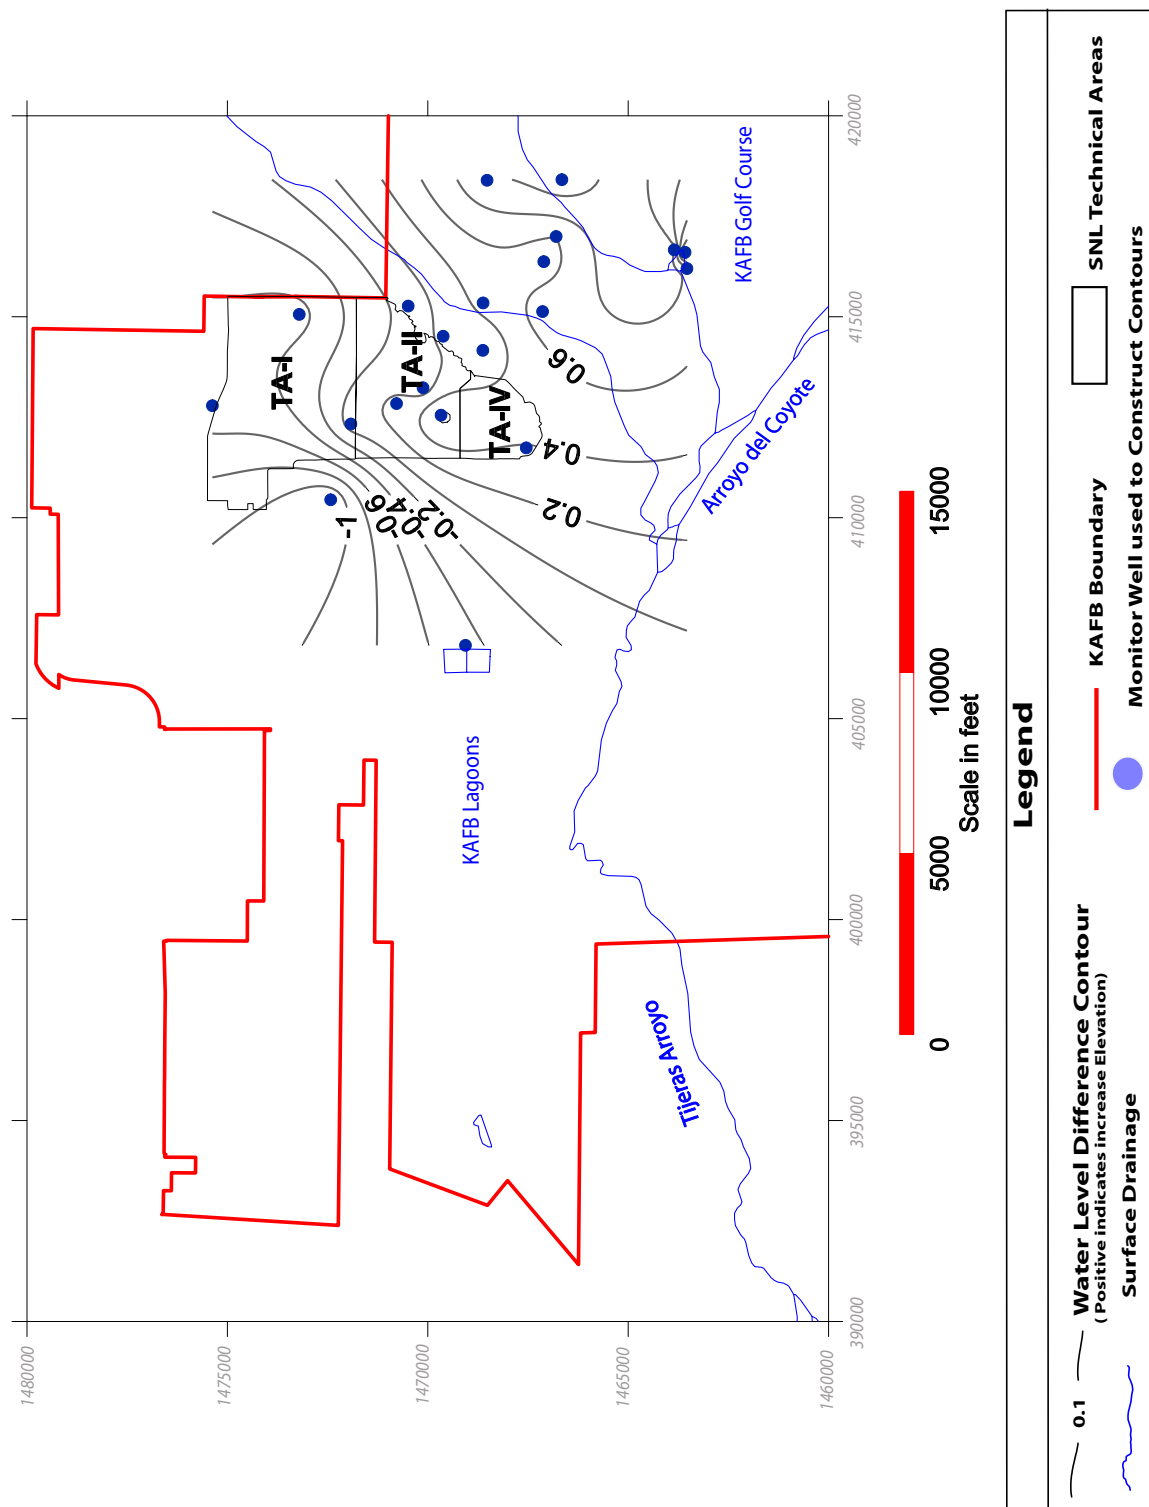 1480000
1475000
1470000
1465000
1460000
390000
395000
400000
405000
410000
415000
420000
TA-I
TA-II
TA-IV
-1
-0.6
-0.4
-0.2
0.2
0.4
0.6
KAFB Golf Course
Arroyo del Coyote
KAFB Lagoons
Tijeras Arroyo
0
5000
10000
15000
Scale in feet
Legend
0.1
Water Level Difference Contour
(Positive indicates increase Elevation)
Surface Drainage
KAFB Boundary
Monitor Well used to Construct Contours
SNL Technical Areas